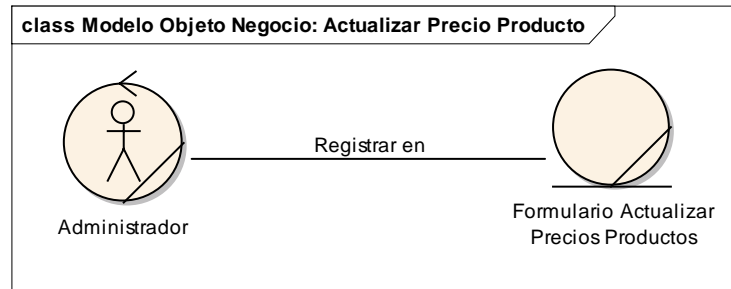 class Modelo Objeto Negocio: Actualizar Precio Producto
Registrar en
Administrador
Formulario Actualizar
Precios Productos